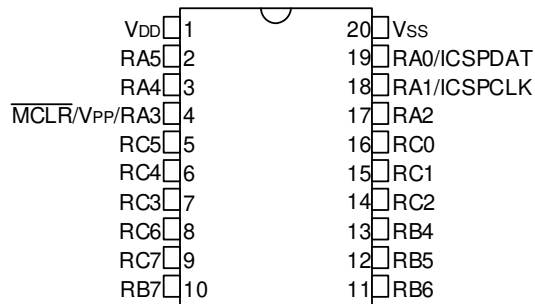 VDD 1 20 VSS
RA5 2 19 RA0/ICSPDAT
RA4 3 18 RA1/ICSPCLK
MCLR/VPP/RA3 4 17 RA2
RC5 5 16 RC0
RC4 6 15 RC1
RC3 7 14 RC2
RC6 8 13 RB4
RC7 9 12 RB5
RB7 10 11 RB6